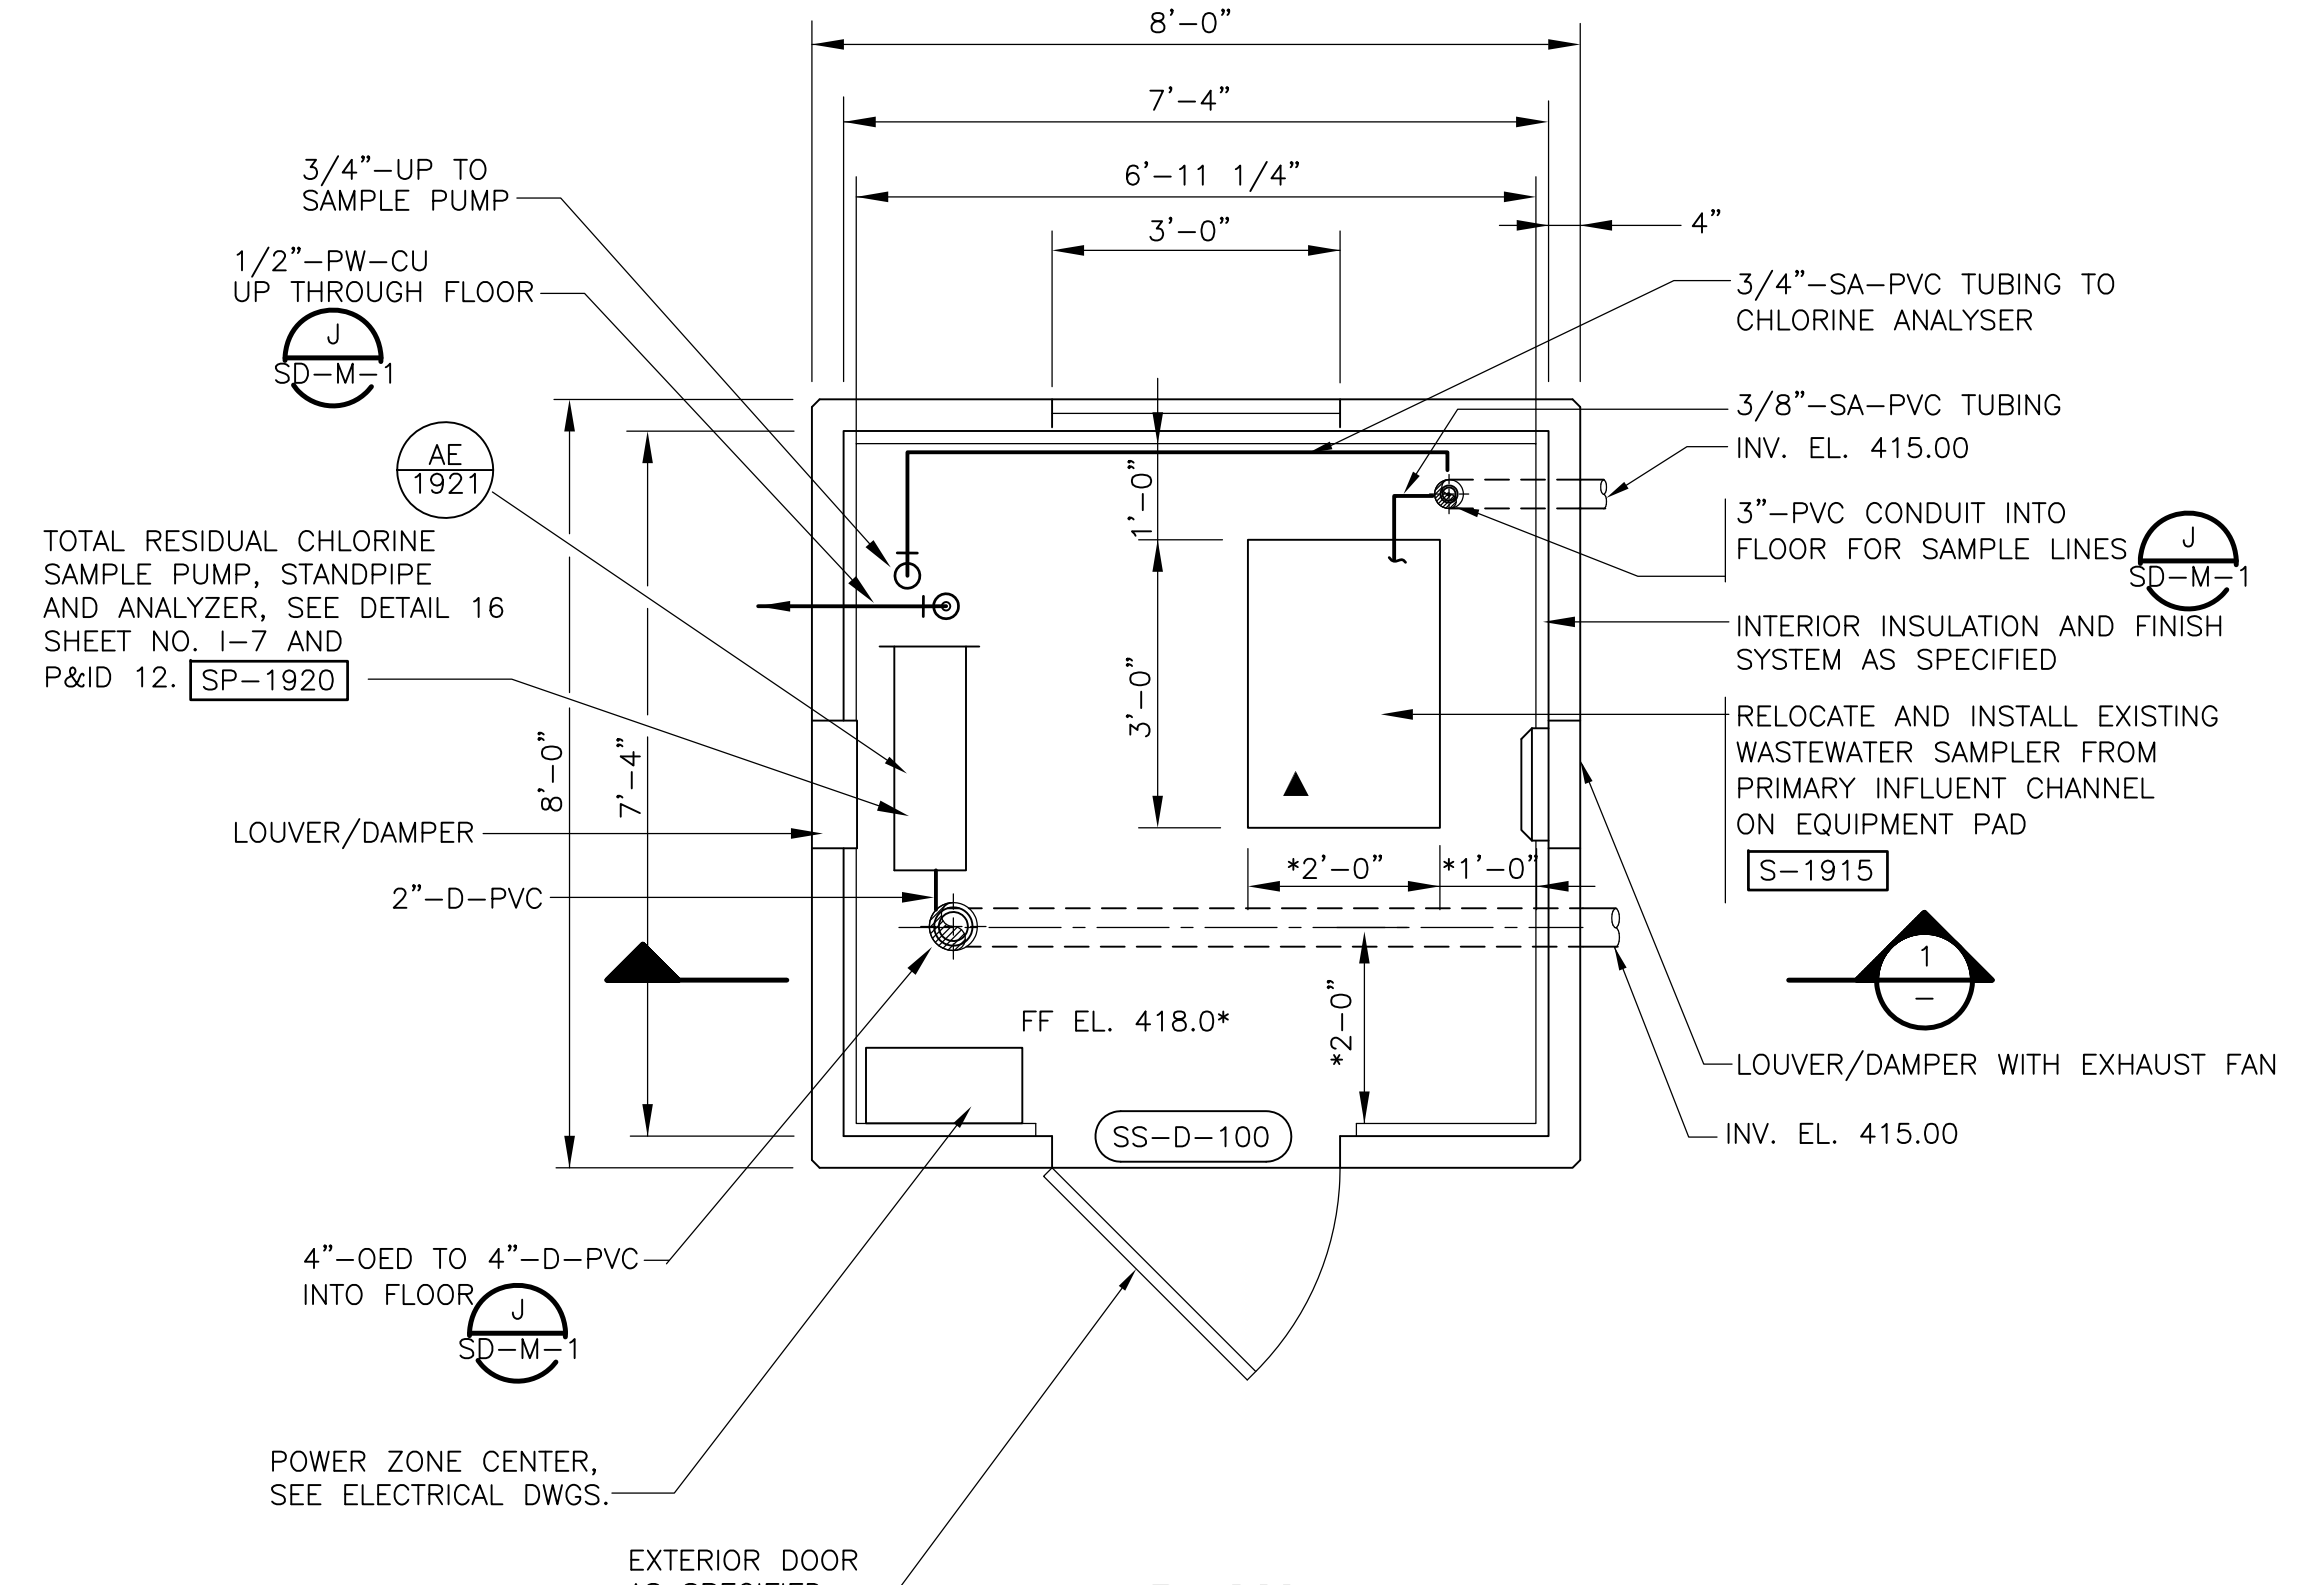 8'-0"
7'-4"
6'-11 1/4"
3'-0"
4"
3/4"-UP TO
SAMPLE PUMP
1/2"-PW-CU
UP THROUGH FLOOR
J
SD-M-1
AE
1921
TOTAL RESIDUAL CHLORINE
SAMPLE PUMP, STANDPIPE
AND ANALYZER, SEE DETAIL 16
SHEET NO. I-7 AND
P&ID 12. SP-1920
LOUVER/DAMPER
2"-D-PVC
8'-0"
7'-4"
1'-0"
3'-0"
*2'-0"
*1'-0"
*2-0"
FF EL. 418.0*
SS-D-100
3/4"-SA-PVC TUBING TO
CHLORINE ANALYSER
3/8"-SA-PVC TUBING
INV. EL. 415.00
3"-PVC CONDUIT INTO
FLOOR FOR SAMPLE LINES
J
SD-M-1
INTERIOR INSULATION AND FINISH
SYSTEM AS SPECIFIED
RELOCATE AND INSTALL EXISTING
WASTEWATER SAMPLER FROM
PRIMARY INFLUENT CHANNEL
ON EQUIPMENT PAD
S-1915
1
-
LOUVER/DAMPER WITH EXHAUST FAN
INV. EL. 415.00
4"-OED TO 4"-D-PVC
INTO FLOOR
J
SD-M-1
POWER ZONE CENTER,
SEE ELECTRICAL DWGS.
EXTERIOR DOOR